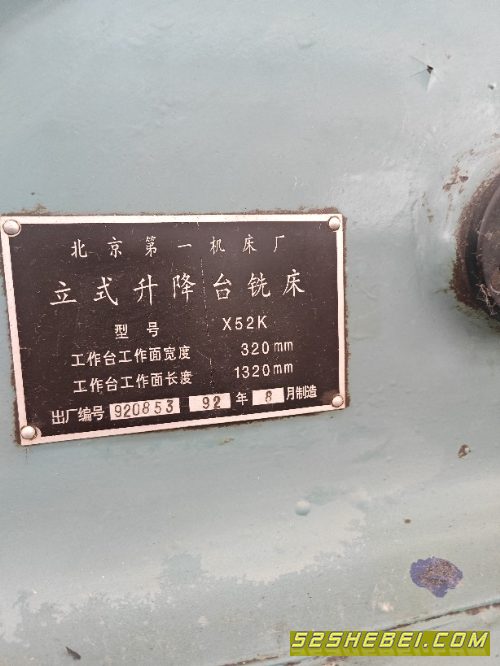 北京第一机床厂
立式升降台铣床
型号 X52K
工作台工作面宽度 320mm
工作台工作面长度 1320mm
出厂编号 920853 92 年 8 月制造
52SHEBEI.COM